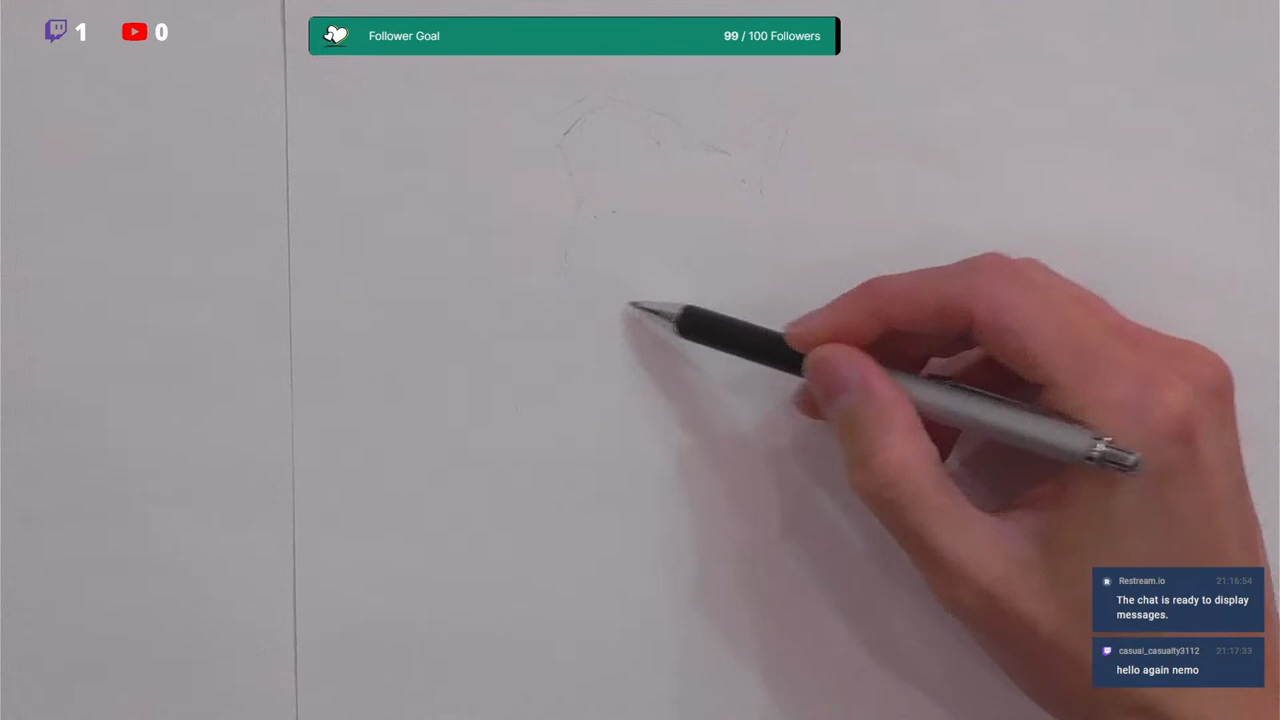 1
0
Follower Goal
99 / 100 Followers
Restream.io 21:16:54
The chat is ready to display
messages.
casual_casualty3112 21:17:33
hello again nemo